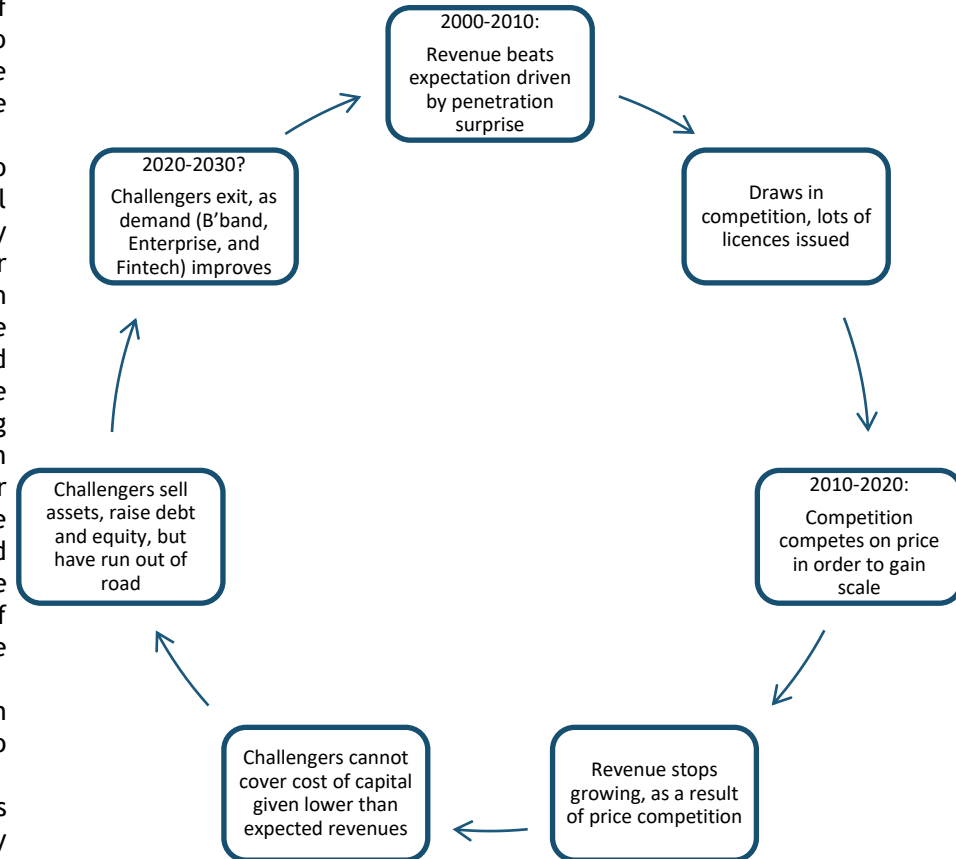 2000-2010:
Revenue beats
expectation driven
by penetration
surprise
Draws in
competition, lots of
licences issued
2010-2020:
Competition
competes on price
in order to gain
scale
Revenue stops
growing, as a result
of price competition
Challengers cannot
cover cost of capital
given lower than
expected revenues
Challengers sell
assets, raise debt
and equity, but
have run out of
road
2020-2030?
Challengers exit, as
demand (B’band,
Enterprise, and
Fintech) improves